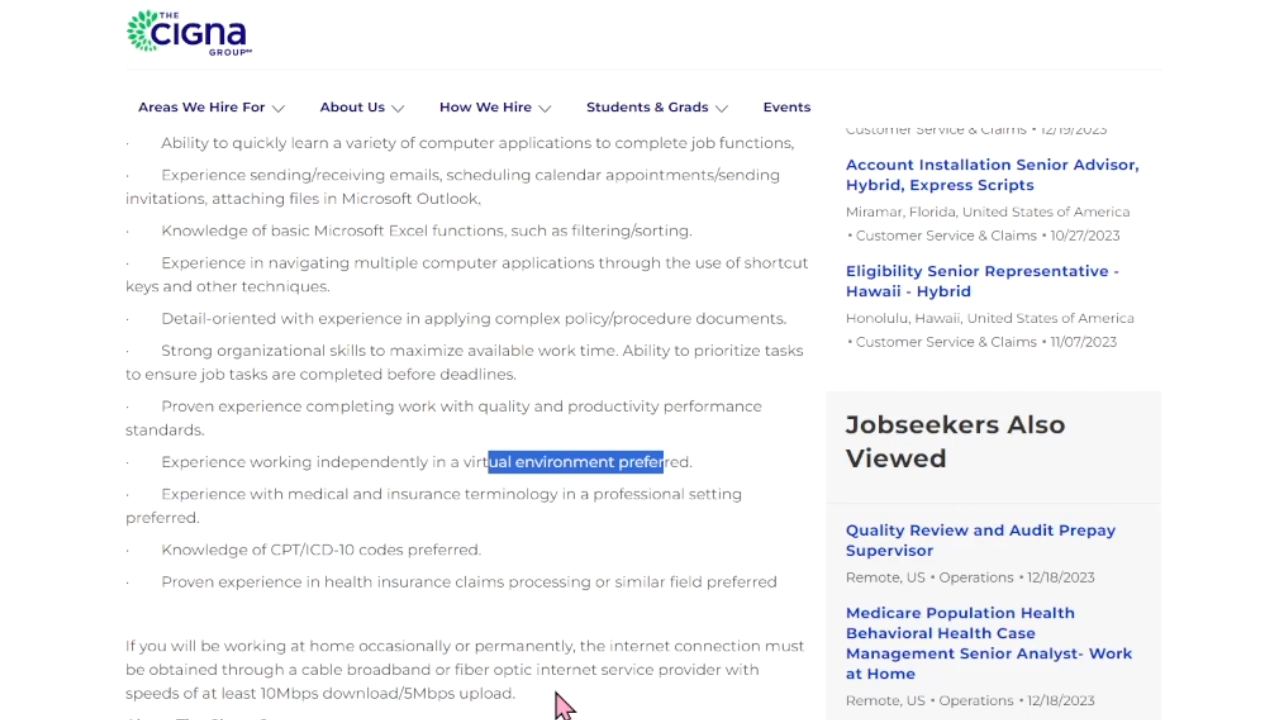 THE
CIGNA
GROUP
Areas We Hire For
About Us
How We Hire
Students & Grads
Events
· Ability to quickly learn a variety of computer applications to complete job functions,
· Experience sending/receiving emails, scheduling calendar appointments/sending
invitations, attaching files in Microsoft Outlook,
· Knowledge of basic Microsoft Excel functions, such as filtering/sorting.
· Experience in navigating multiple computer applications through the use of shortcut
keys and other techniques.
· Detail-oriented with experience in applying complex policy/procedure documents.
· Strong organizational skills to maximize available work time. Ability to prioritize tasks
to ensure job tasks are completed before deadlines.
· Proven experience completing work with quality and productivity performance
standards.
· Experience working independently in a virtual environment preferred.
· Experience with medical and insurance terminology in a professional setting
preferred.
· Knowledge of CPT/ICD-10 codes preferred.
· Proven experience in health insurance claims processing or similar field preferred
If you will be working at home occasionally or permanently, the internet connection must
be obtained through a cable broadband or fiber optic internet service provider with
speeds of at least 10Mbps download/5Mbps upload.
Customer Service & Claims • 12/19/2023
Account Installation Senior Advisor,
Hybrid, Express Scripts
Miramar, Florida, United States of America
• Customer Service & Claims • 10/27/2023
Eligibility Senior Representative -
Hawaii - Hybrid
Honolulu, Hawaii, United States of America
• Customer Service & Claims • 11/07/2023
Jobseekers Also
Viewed
Quality Review and Audit Prepay
Supervisor
Remote, US • Operations • 12/18/2023
Medicare Population Health
Behavioral Health Case
Management Senior Analyst- Work
at Home
Remote, US • Operations • 12/18/2023